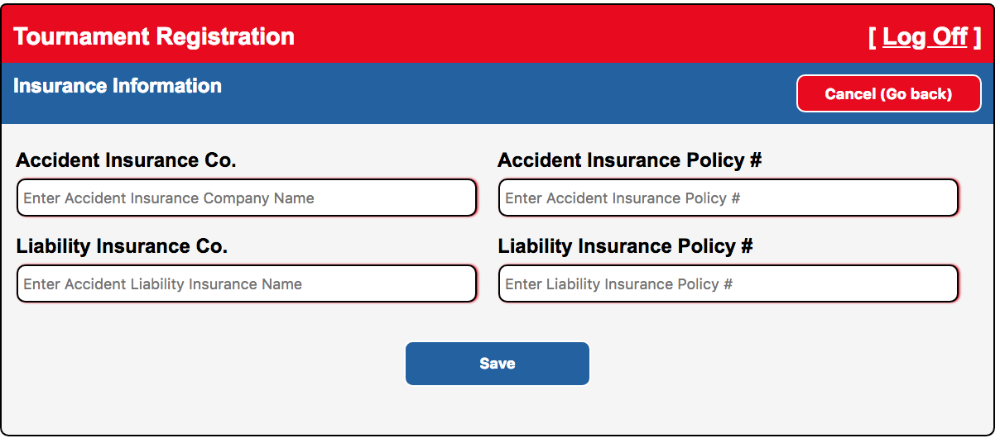 Tournament Registration [ Log Off ]
Insurance Information
Cancel (Go back)
Accident Insurance Co. Accident Insurance Policy #
Enter Accident Insurance Company Name Enter Accident Insurance Policy #
Liability Insurance Co. Liability Insurance Policy #
Enter Accident Liability Insurance Name Enter Liability Insurance Policy #
Save